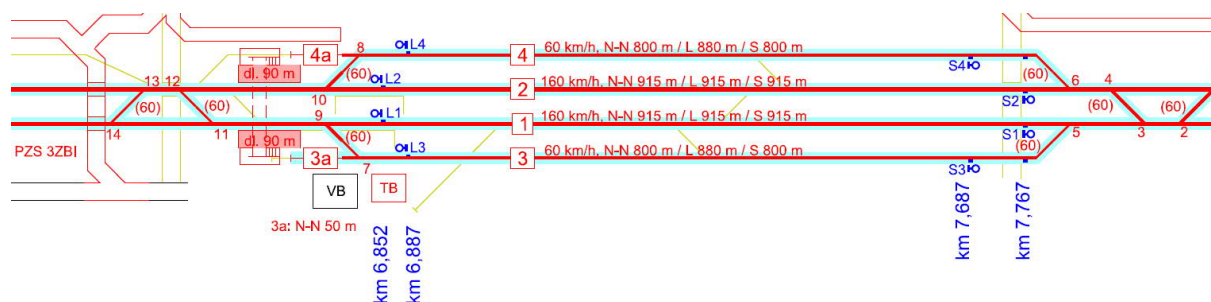 4a
8
L4
4
60 km/h, N-N 800 m / L 880 m / S 800 m
dl. 90 m
(60)
S4
(60)
13
12
L2
6
4
10
2
160 km/h, N-N 915 m / L 915 m / S 915 m
S2
(60)
(60)
9
L1
1
160 km/h, N-N 915 m / L 915 m / S 915 m
(60)
(60)
14
11
dl. 90 m
(60)
S1
5
3
2
PZS 3ZBI
3a
7
L3
3
60 km/h, N-N 800 m / L 880 m / S 800 m
(60)
S3
VB
TB
3a: N-N 50 m
km 6,852
km 6,887
km 7,687
km 7,767